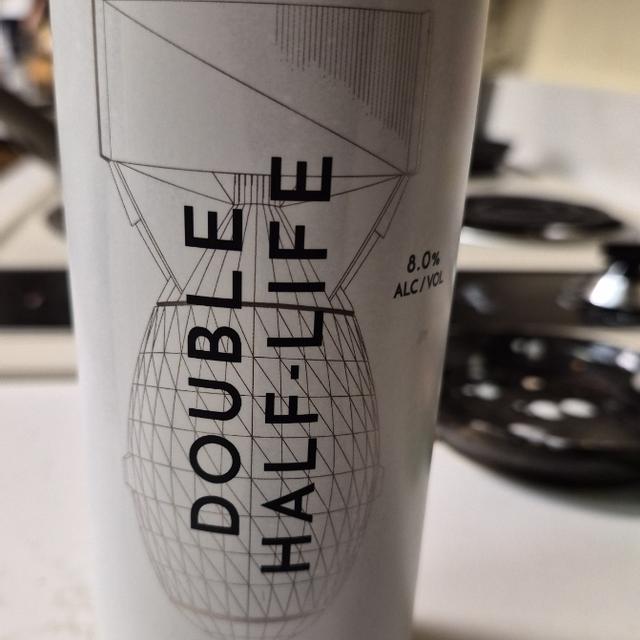 DOUBLE
HALF-LIFE
8.0%
ALC/VOL